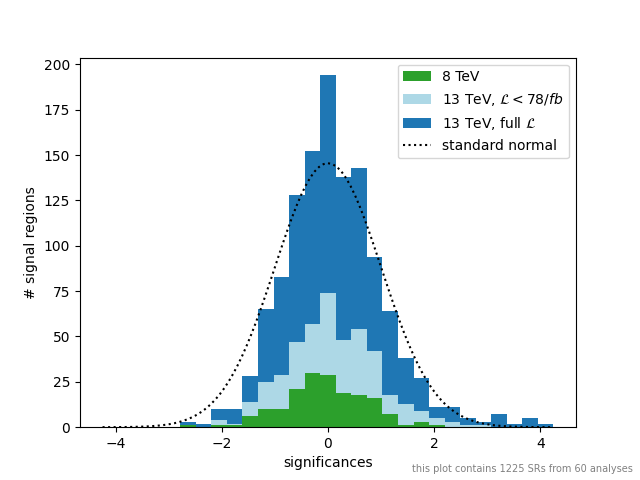 200
175
150
125
100
75
50
25
0
# signal regions
8 TeV
13 TeV, ℒ < 78/fb
13 TeV, full ℒ
standard normal
−4 −2 0 2 4
significances
this plot contains 1225 SRs from 60 analyses